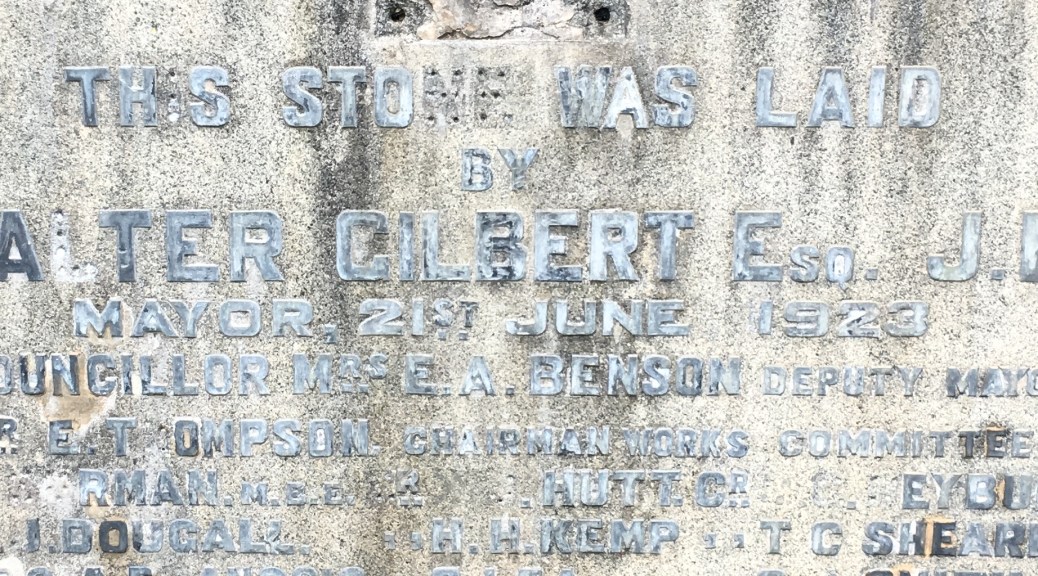 THIS STONE WAS LAID
BY
ALTER GILBERT ESQ. J.
MAYOR, 21ST JUNE 1923
OUNCILLOR MRS E.A. BENSON DEPUTY MAYO
R. E. T OMPSON. CHAIRMAN WORKS COMMITTEE
RMAN. M.B.E. HUTT. CR EYBU
J. DOUGALL. H.H. KEMP T C SHEAR